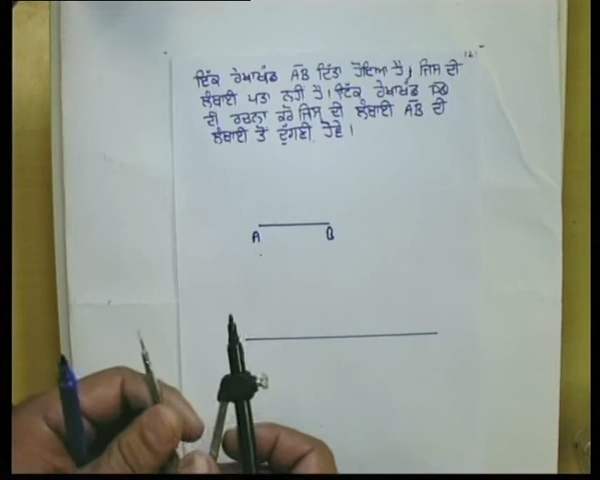 ਇੱਕ ਰੇਖਾਖੰਡ AB ਦਿੱਤਾ ਹੋਇਆ ਹੈ, ਜਿਸ ਦੀ
ਲੰਬਾਈ ਪਤਾ ਨਹੀਂ ਹੈ। ਇੱਕ ਰੇਖਾਖੰਡ
ਦੀ ਰਚਨਾ ਕਰੋ ਜਿਸ ਦੀ ਲੰਬਾਈ AB ਦੀ
ਲੰਬਾਈ ਤੋਂ ਦੁੱਗਣੀ ਹੋਵੇ।
A B